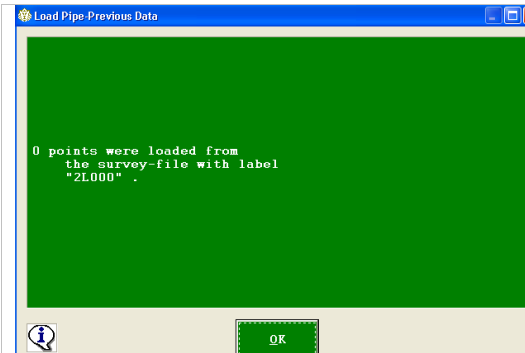 Load Pipe-Previous Data
0 points were loaded from
the survey-file with label
"2L000" .
OK